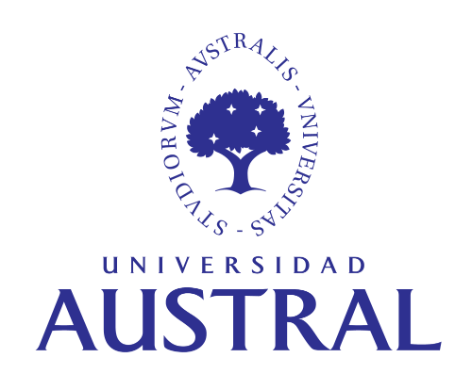 STVDIORVM - AVSTRALIS - VNIVERSITAS -
UNIVERSIDAD
AUSTRAL